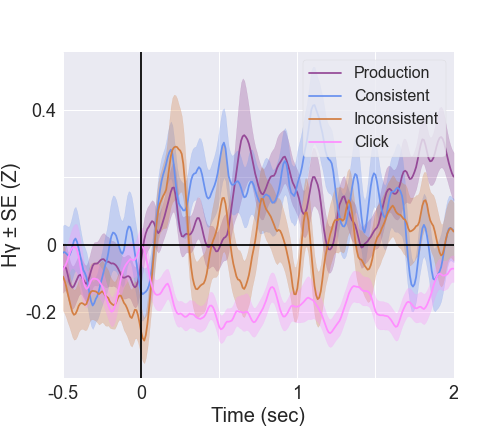 Production
Consistent
Inconsistent
Click
Hγ ± SE (Z)
0.4
0
-0.2
-0.5
0
1
2
Time (sec)